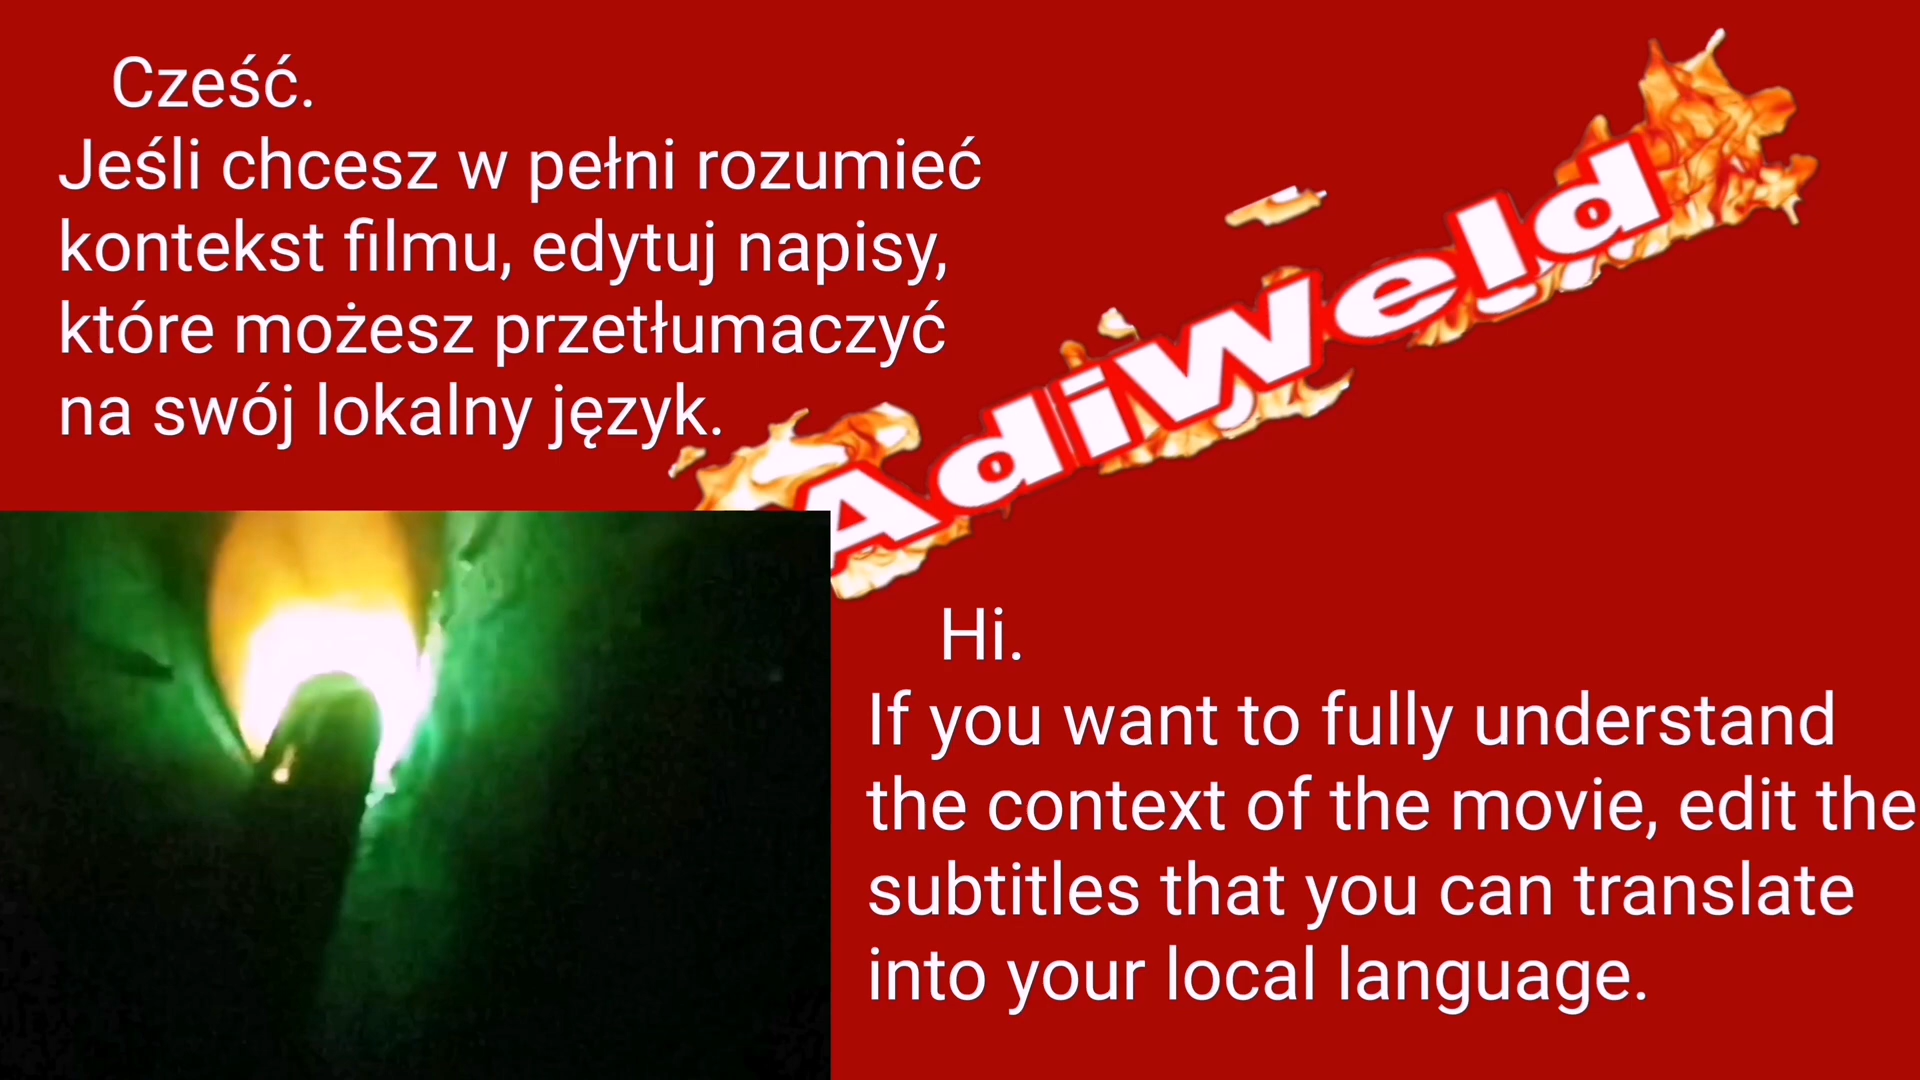 Cześć.
Jeśli chcesz w pełni rozumieć
kontekst filmu, edytuj napisy,
które możesz przetłumaczyć
na swój lokalny język.
AdiWeld
Hi.
If you want to fully understand
the context of the movie, edit the
subtitles that you can translate
into your local language.